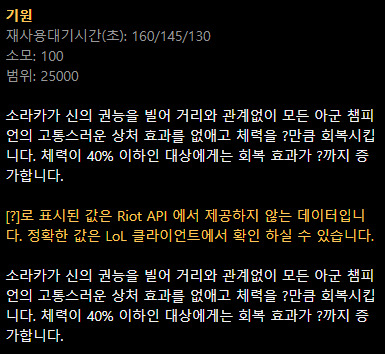 기원
재사용대기시간(초): 160/145/130
소모: 100
범위: 25000
소라카가 신의 권능을 빌어 거리와 관계없이 모든 아군 챔피
언의 고통스러운 상처 효과를 없애고 체력을 ?만큼 회복시킵
니다. 체력이 40% 이하인 대상에게는 회복 효과가 ?까지 증
가합니다.
[?]로 표시된 값은 Riot API 에서 제공하지 않는 데이터입니
다. 정확한 값은 LoL 클라이언트에서 확인 하실 수 있습니다.
소라카가 신의 권능을 빌어 거리와 관계없이 모든 아군 챔피
언의 고통스러운 상처 효과를 없애고 체력을 ?만큼 회복시킵
니다. 체력이 40% 이하인 대상에게는 회복 효과가 ?까지 증
가합니다.